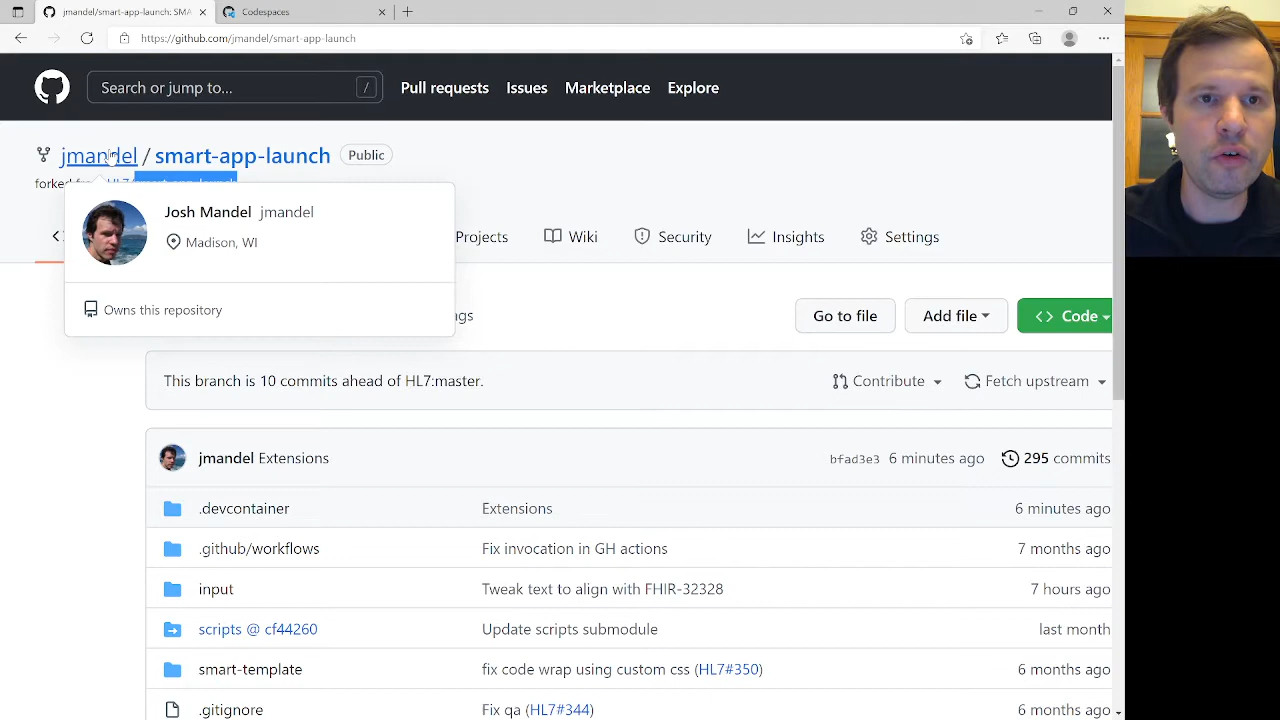 jmandel/smart-app-launch: SMA
Codespaces
https://github.com/jmandel/smart-app-launch
Search or jump to...
/
Pull requests
Issues
Marketplace
Explore
jmandel / smart-app-launch
Public
Josh Mandel jmandel
Madison, WI
Owns this repository
Projects
Wiki
Security
Insights
Settings
Go to file
Add file
Code
This branch is 10 commits ahead of HL7:master.
Contribute
Fetch upstream
jmandel Extensions
bfad3e3 6 minutes ago
295 commits
.devcontainer Extensions 6 minutes ago
.github/workflows Fix invocation in GH actions 7 months ago
input Tweak text to align with FHIR-32328 7 hours ago
scripts @ cf44260 Update scripts submodule last month
smart-template fix code wrap using custom css (HL7#350) 6 months ago
.gitignore Fix qa (HL7#344) 6 months ago